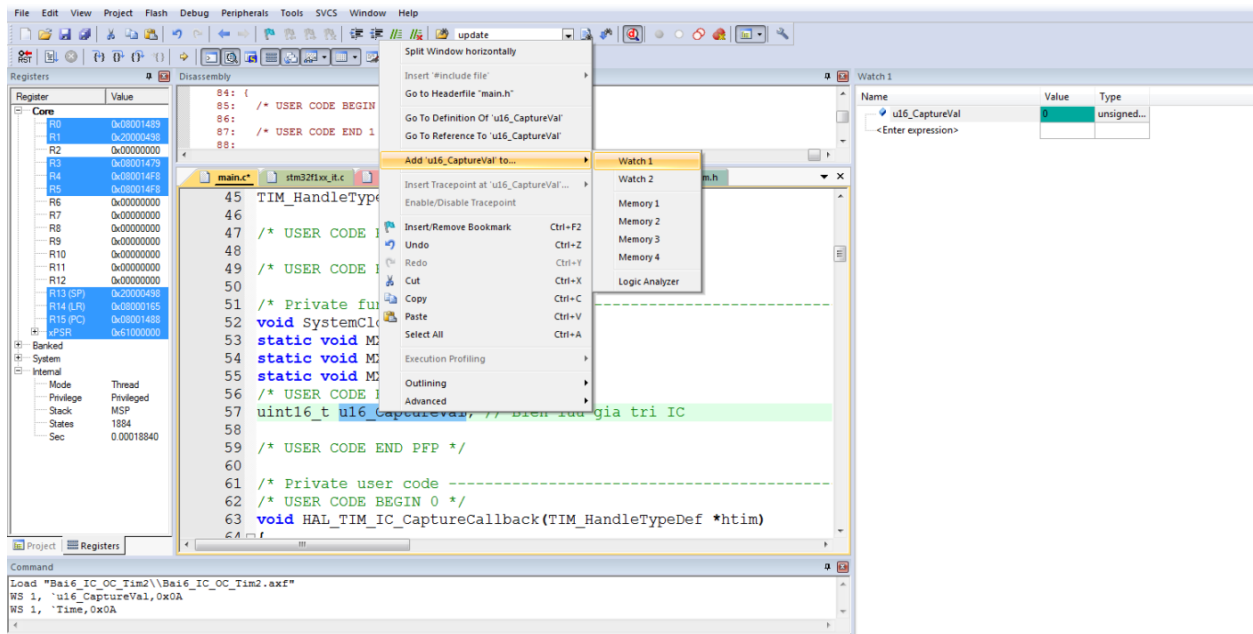 File Edit View Project Flash Debug Peripherals Tools SVCS Window Help
update
RST
Registers
Register Value
Core
R0 0x08001489
R1 0x20000498
R2 0x00000000
R3 0x08001479
R4 0x080014F8
R5 0x080014F8
R6 0x00000000
R7 0x00000000
R8 0x00000000
R9 0x00000000
R10 0x00000000
R11 0x00000000
R12 0x00000000
R13 (SP) 0x20000498
R14 (LR) 0x08000165
R15 (PC) 0x08001488
xPSR 0x61000000
Banked
System
Internal
Mode Thread
Privilege Privileged
Stack MSP
States 1884
Sec 0.00018840
Project Registers
Disassembly
84: {
85: /* USER CODE BEGIN
86:
87: /* USER CODE END 1
88:
main.c* stm32f1xx_it.c m.h
45 TIM_HandleType
46
47 /* USER CODE
48
49 /* USER CODE
50
51 /* Private fu ------------------------
52 void SystemClo
53 static void M
54 static void M
55 static void M
56 /* USER CODE
57 uint16_t u16_CaptureVal; // Bien luu gia tri IC
58
59 /* USER CODE END PFP */
60
61 /* Private user code ---------------------------------------
62 /* USER CODE BEGIN 0 */
63 void HAL_TIM_IC_CaptureCallback(TIM_HandleTypeDef *htim)
64 {
Split Window horizontally
Insert '#include file'
Go to Headerfile "main.h"
Go To Definition Of 'u16_CaptureVal'
Go To Reference To 'u16_CaptureVal'
Add 'u16_CaptureVal' to...
Insert Tracepoint at 'u16_CaptureVal'...
Enable/Disable Tracepoint
Insert/Remove Bookmark Ctrl+F2
Undo Ctrl+Z
Redo Ctrl+Y
Cut Ctrl+X
Copy Ctrl+C
Paste Ctrl+V
Select All Ctrl+A
Execution Profiling
Outlining
Advanced
Watch 1
Watch 2
Memory 1
Memory 2
Memory 3
Memory 4
Logic Analyzer
Watch 1
Name Value Type
u16_CaptureVal 0 unsigned...
<Enter expression>
Command
Load "Bai6_IC_OC_Tim2\\Bai6_IC_OC_Tim2.axf"
WS 1, `u16_CaptureVal,0x0A
WS 1, `Time,0x0A